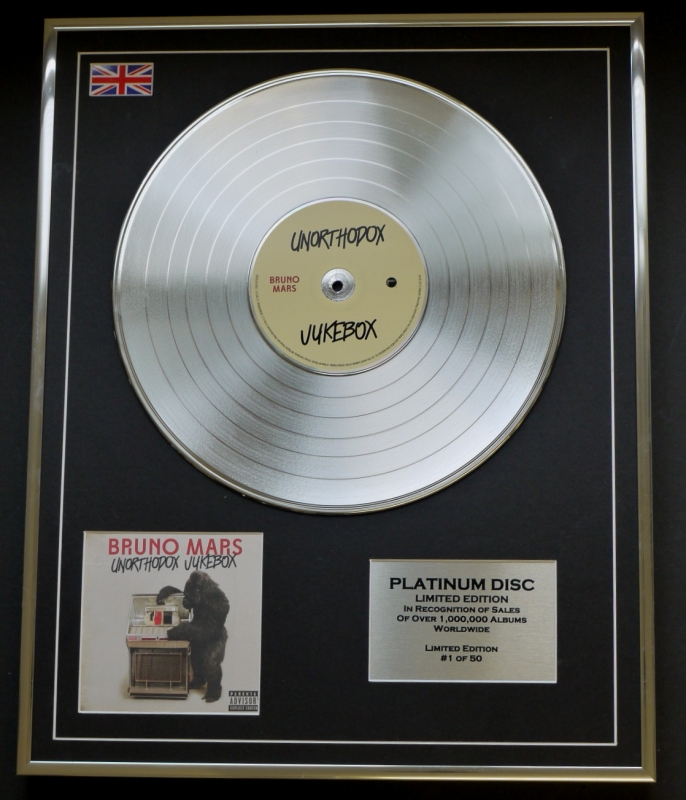 UNORTHODOX
BRUNO
MARS
JUKEBOX
BRUNO MARS
UNORTHODOX JUKEBOX
PARENTAL
ADVISORY
EXPLICIT CONTENT
PLATINUM DISC
LIMITED EDITION
IN RECOGNITION OF SALES
OF OVER 1,000,000 ALBUMS
WORLDWIDE
LIMITED EDITION
#1 OF 50